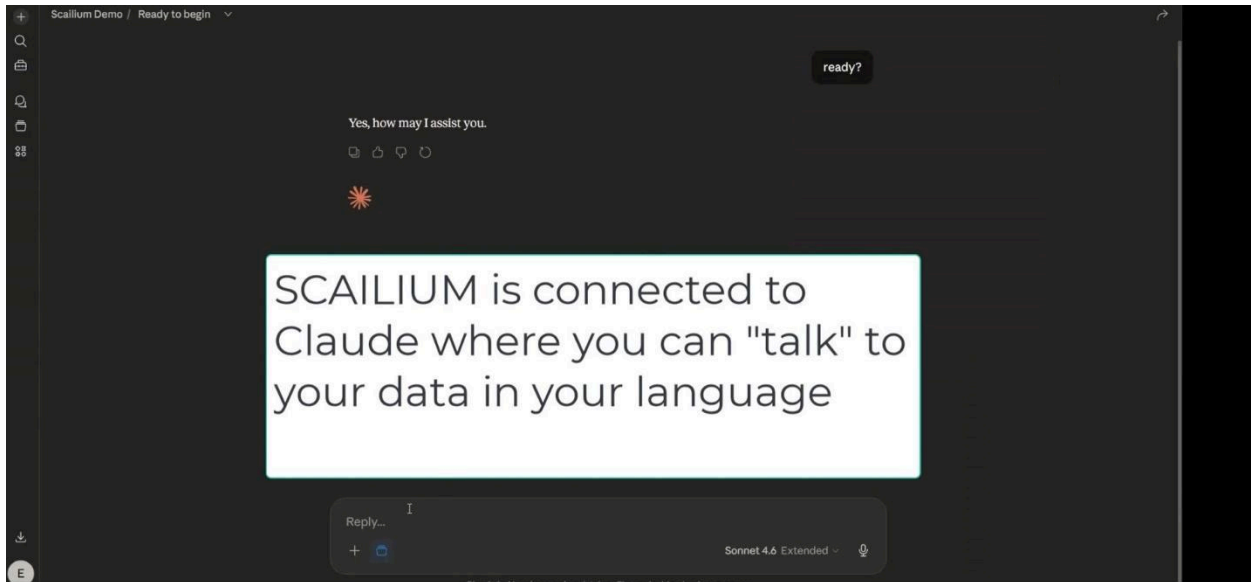 Scailium Demo / Ready to begin
ready?
Yes, how may I assist you.
SCAILIUM is connected to
Claude where you can "talk" to
your data in your language
Reply...
Sonnet 4.6 Extended
E